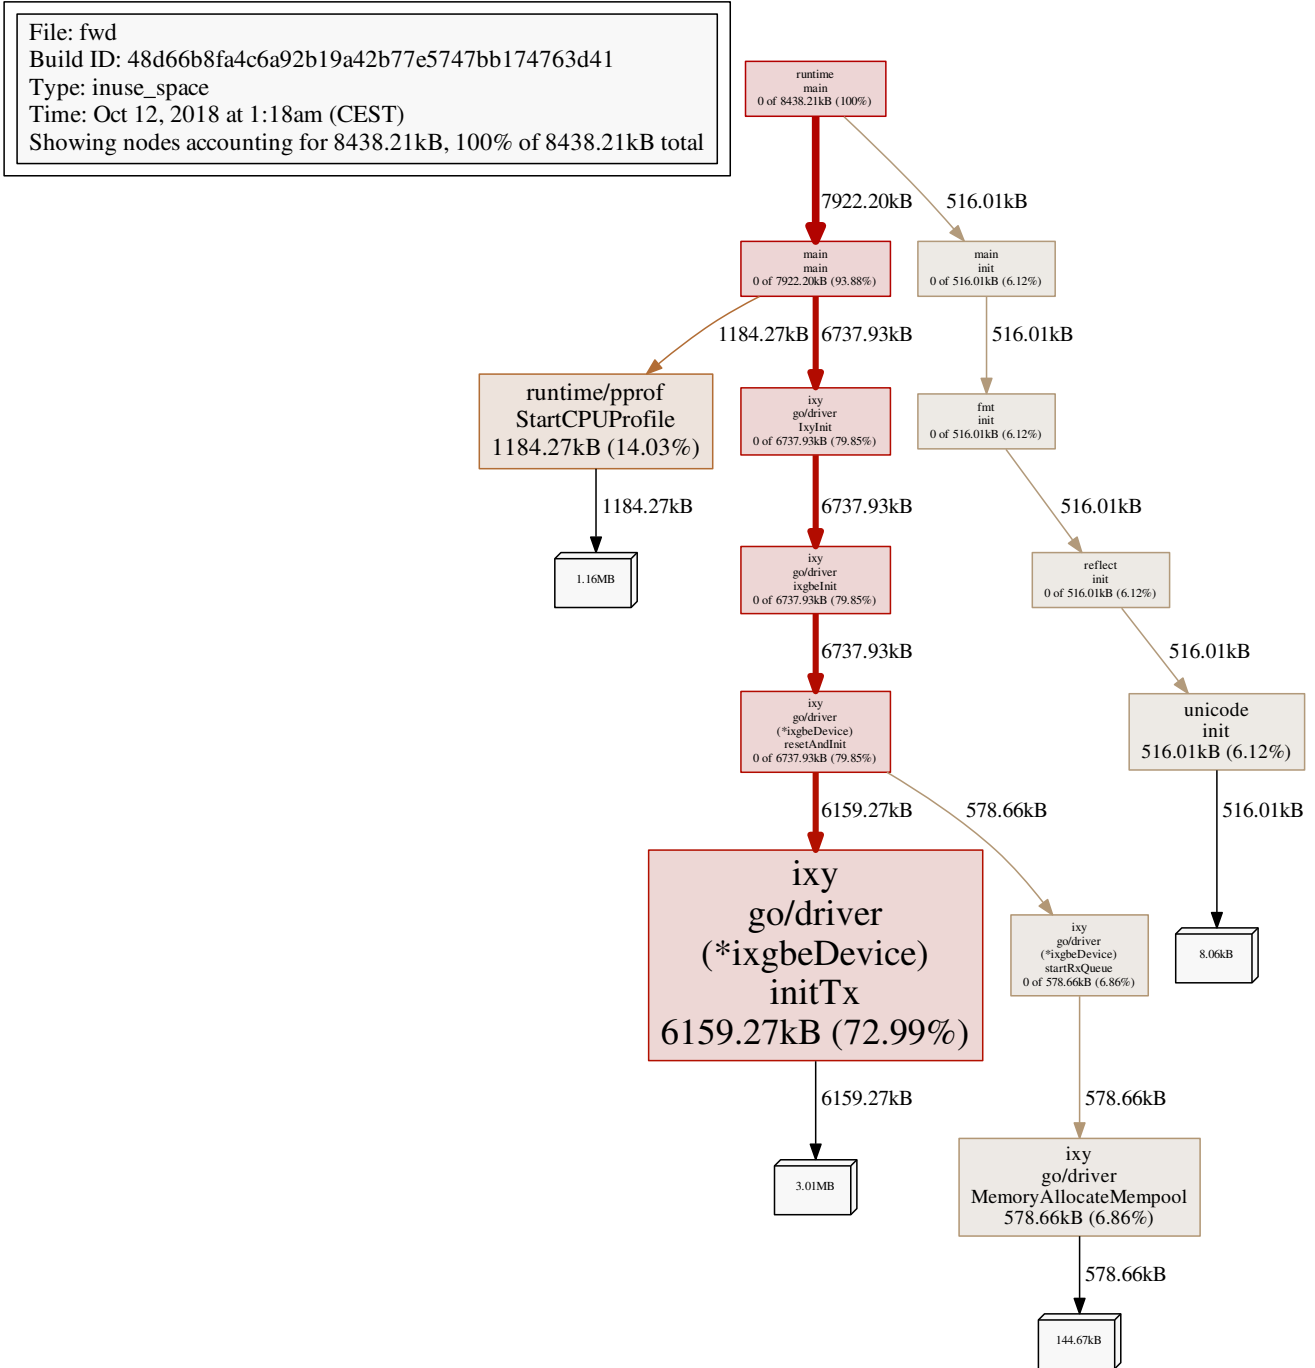 File: fwd
Build ID: 48d66b8fa4c6a92b19a42b77e5747bb174763d41
Type: inuse_space
Time: Oct 12, 2018 at 1:18am (CEST)
Showing nodes accounting for 8438.21kB, 100% of 8438.21kB total
runtime
main
0 of 8438.21kB (100%)
7922.20kB
516.01kB
main
main
0 of 7922.20kB (93.88%)
main
init
0 of 516.01kB (6.12%)
1184.27kB
6737.93kB
516.01kB
runtime/pprof
StartCPUProfile
1184.27kB (14.03%)
ixy
go/driver
IxyInit
0 of 6737.93kB (79.85%)
fmt
init
0 of 516.01kB (6.12%)
1184.27kB
6737.93kB
516.01kB
1.16MB
ixy
go/driver
ixgbeInit
0 of 6737.93kB (79.85%)
reflect
init
0 of 516.01kB (6.12%)
6737.93kB
516.01kB
ixy
go/driver
(*ixgbeDevice)
resetAndInit
0 of 6737.93kB (79.85%)
unicode
init
516.01kB (6.12%)
6159.27kB
578.66kB
516.01kB
ixy
go/driver
(*ixgbeDevice)
initTx
6159.27kB (72.99%)
ixy
go/driver
(*ixgbeDevice)
startRxQueue
0 of 578.66kB (6.86%)
8.06kB
6159.27kB
578.66kB
3.01MB
ixy
go/driver
MemoryAllocateMempool
578.66kB (6.86%)
578.66kB
144.67kB